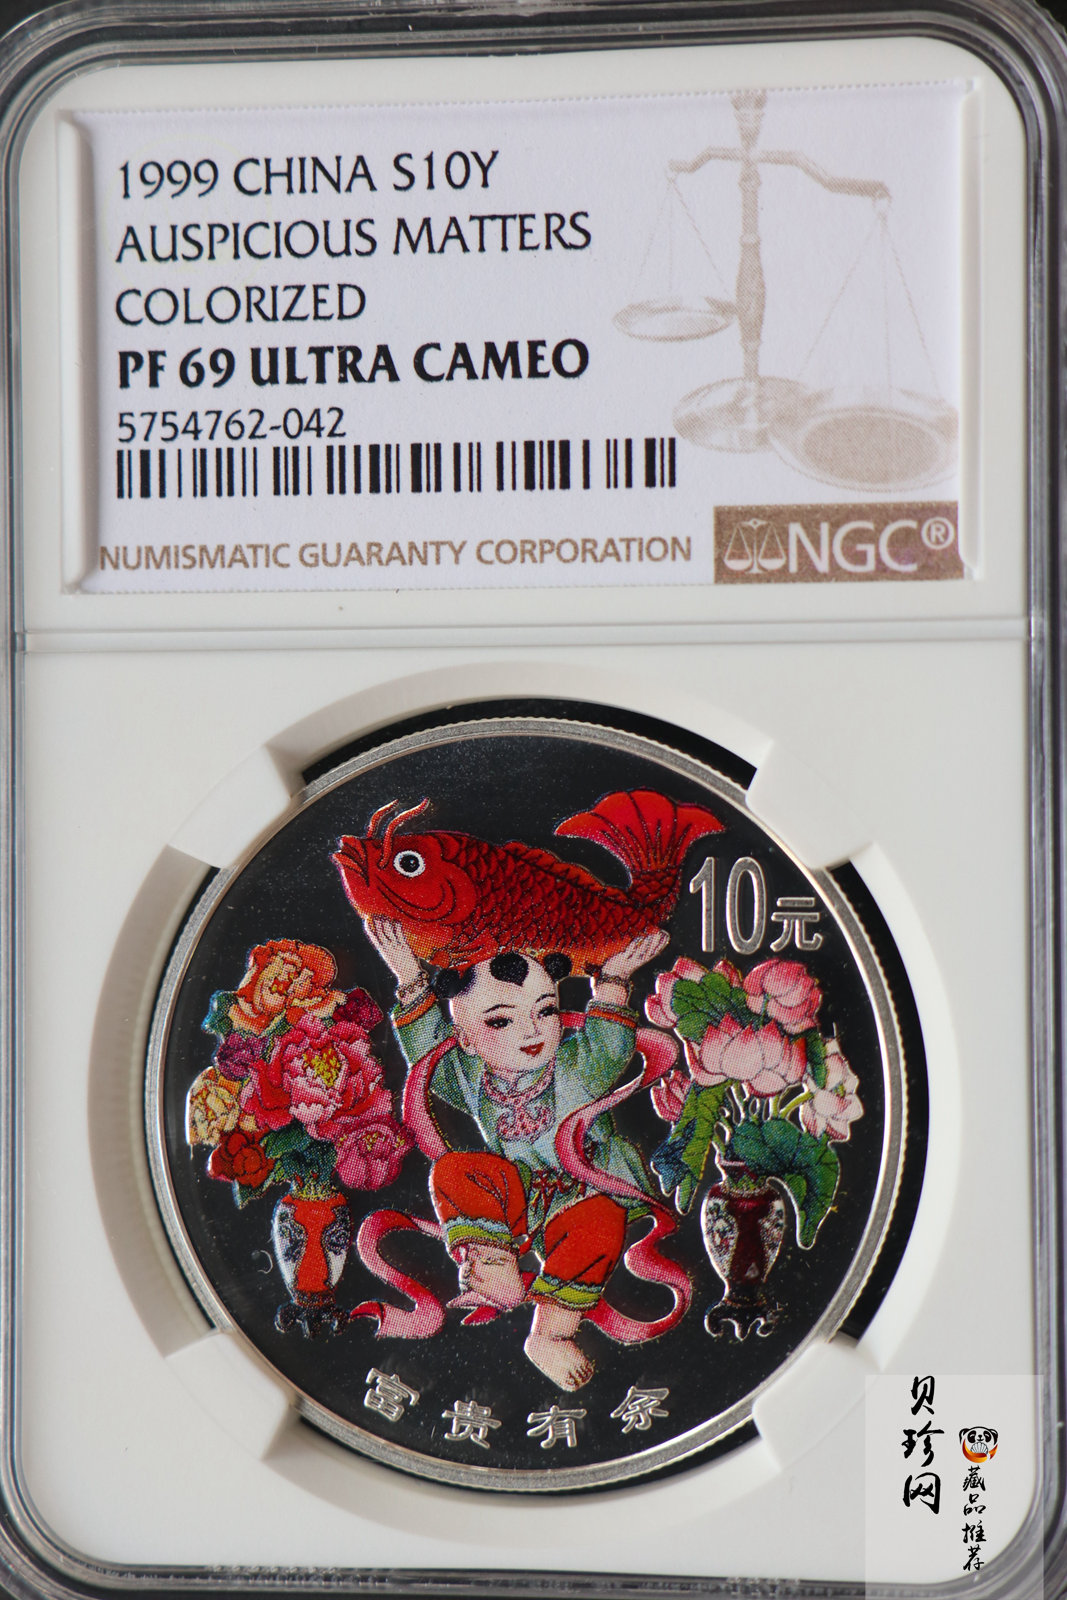 1999 CHINA S10Y
AUSPICIOUS MATTERS
COLORIZED
PF 69 ULTRA CAMEO
5754762-042
NUMISMATIC GUARANTY CORPORATION
NGC®
10元
富贵有余
贝珍网
藏品推荐